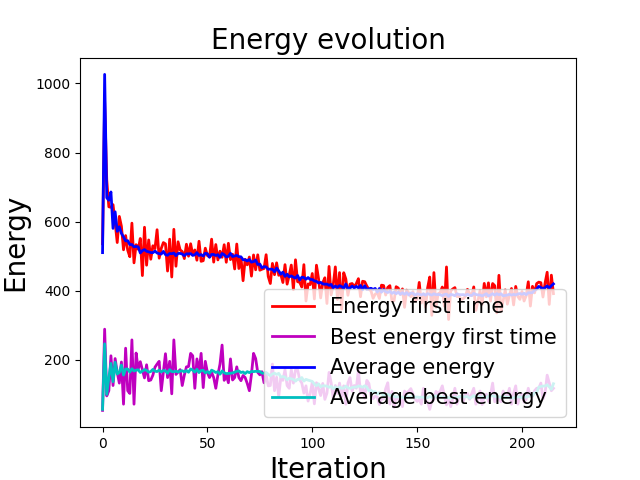 Energy evolution
Energy
1000
800
600
400
200
Energy first time
Best energy first time
Average energy
Average best energy
0
50
100
150
200
Iteration